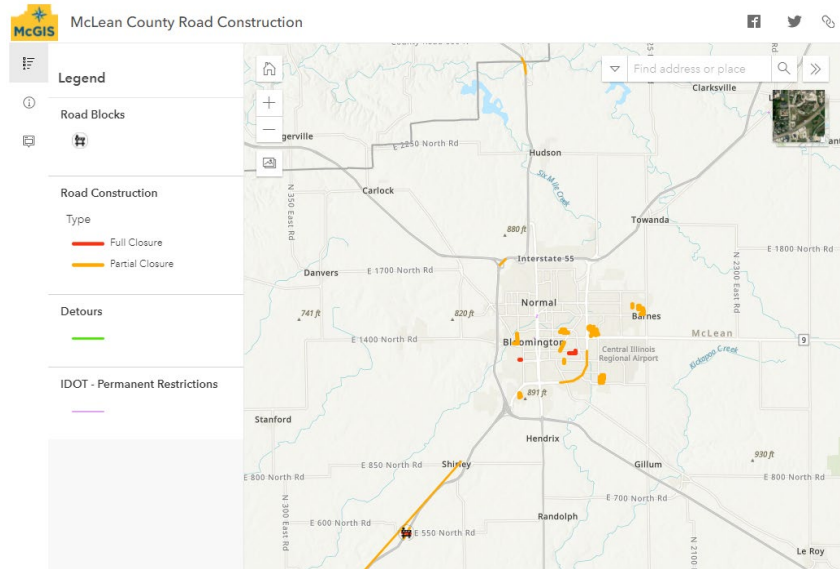 McGIS
McLean County Road Construction
Legend
Road Blocks
Road Construction
Type
Full Closure
Partial Closure
Detours
IDOT - Permanent Restrictions
Find address or place
Clarksville
gerville
E 2250 North Rd
Hudson
Six Mile Creek
N 350 East Rd
Carlock
Towanda
880 ft
E 1800 North Rd
Interstate 55
N 2300 East Rd
Danvers
E 1700 North Rd
Normal
741 ft
820 ft
Barnes
McLean
E 1400 North Rd
Bloomington
9
Central Illinois
Regional Airport
Kickapoo Creek
891 ft
Stanford
Hendrix
930 ft
E 850 North Rd
Shirley
Gillum
E 800 North Rd
E 800 North Rd
E 700 North Rd
N 300 East Rd
Randolph
E 600 North Rd
E 550 North Rd
N 2100
Le Roy